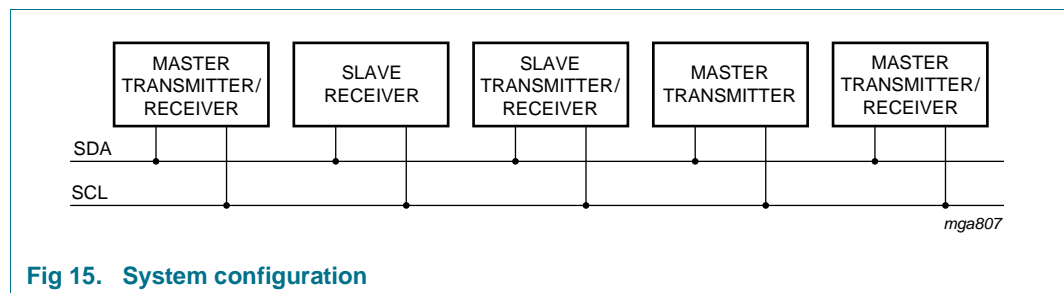 MASTER
TRANSMITTER/
RECEIVER
SLAVE
RECEIVER
SLAVE
TRANSMITTER/
RECEIVER
MASTER
TRANSMITTER
MASTER
TRANSMITTER/
RECEIVER
SDA
SCL
mga807
Fig 15. System configuration